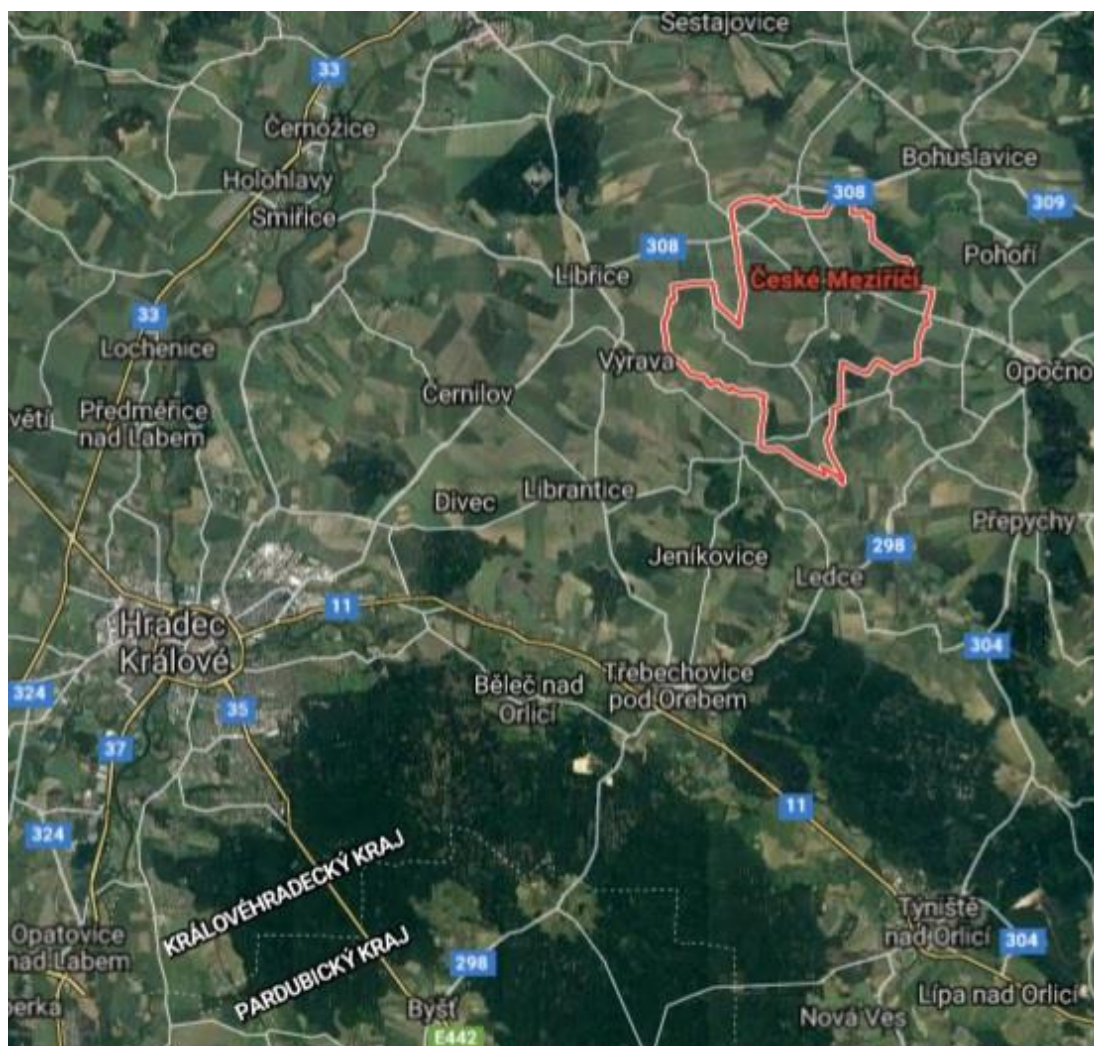 Šestajovice
33
Černožice
Bohuslavice
Holohlavy
308
309
Smiřice
308
Pohoří
Librice
České Meziříčí
33
Lochenice
Výrava
Opočno
Černilov
větí
Předměřice
nad Labem
Divec
Librantice
Přepychy
Jeníkovice
298
Ledce
11
Hradec
Králové
304
Třebechovice
pod Orebem
Běleč nad
Orlicí
324
35
37
11
324
KRÁLOVÉHRADECKÝ KRAJ
Týniště
nad Orlicí
Opatovice
nad Labem
304
PARDUBICKÝ KRAJ
298
Lípa nad Orlicí
Býšť
Nová Ves
perka
E442